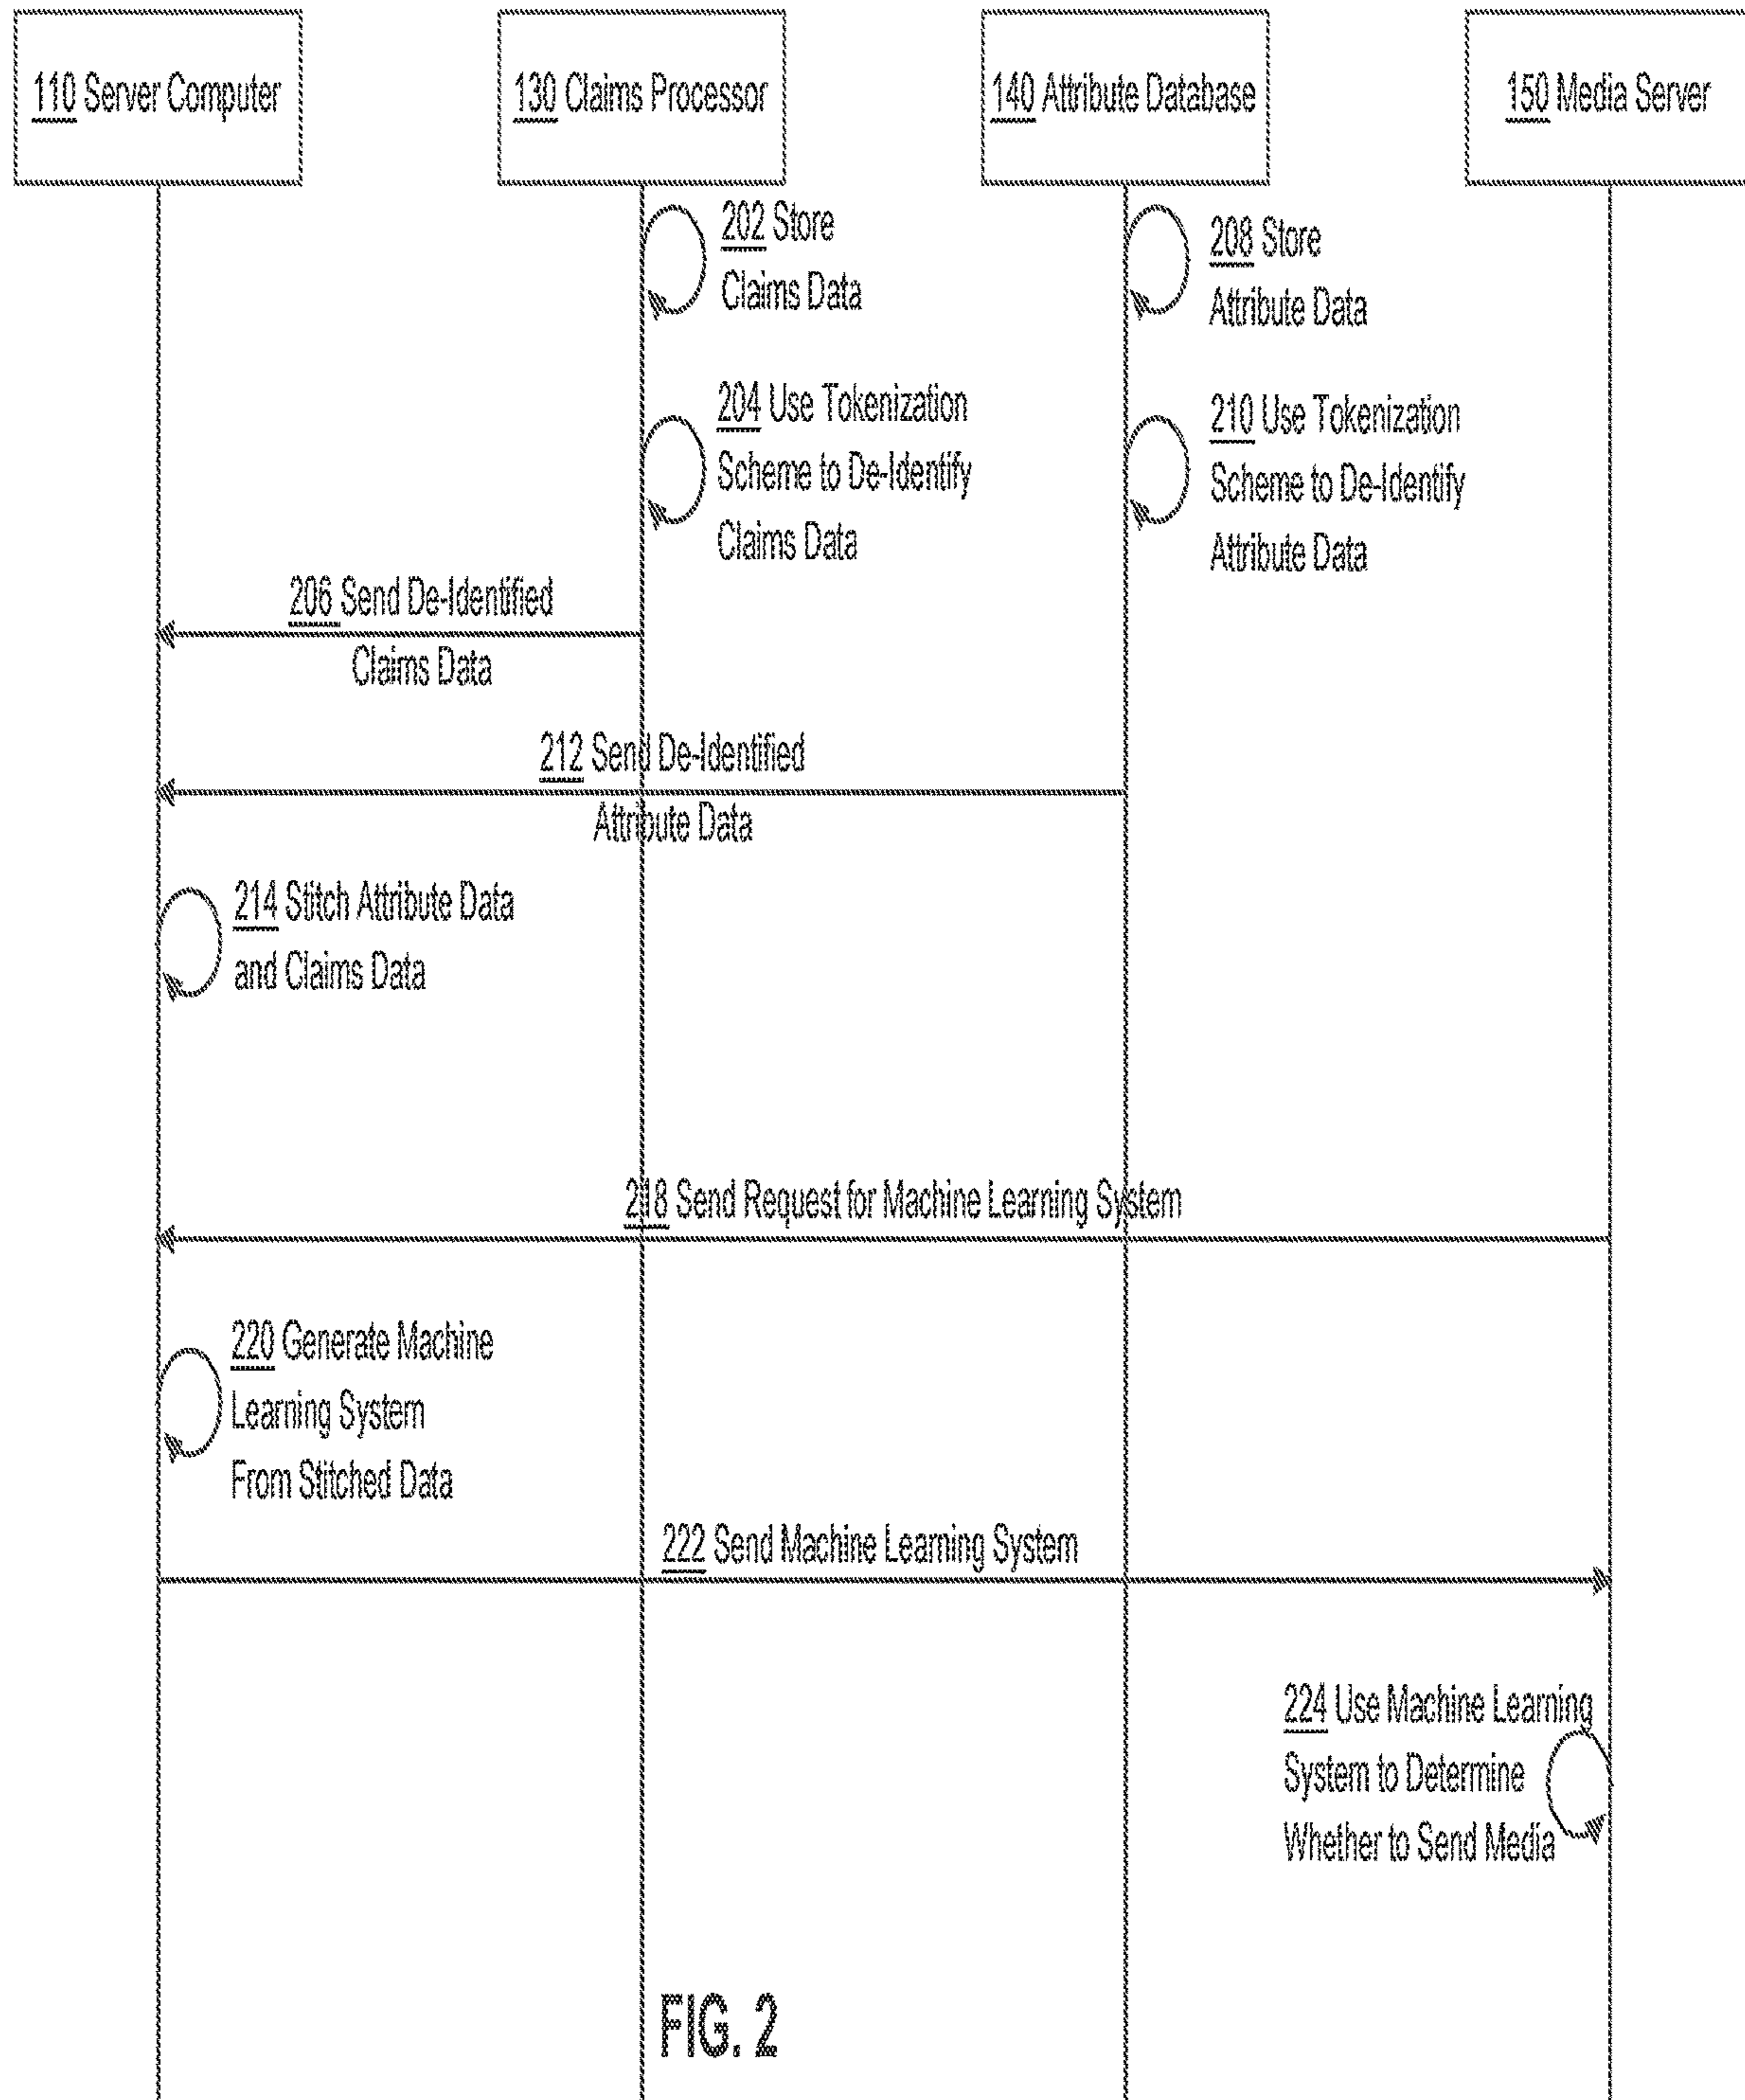 110 Server Computer
130 Claims Processor
140 Attribute Database
150 Media Server
202 Store
Claims Data
208 Store
Attribute Data
204 Use Tokenization
Scheme to De-Identify
Claims Data
210 Use Tokenization
Scheme to De-Identify
Attribute Data
206 Send De-Identified
Claims Data
212 Send De-Identified
Attribute Data
214 Stitch Attribute Data
and Claims Data
218 Send Request for Machine Learning System
220 Generate Machine
Learning System
From Stitched Data
222 Send Machine Learning System
224 Use Machine Learning
System to Determine
Whether to Send Media
FIG. 2